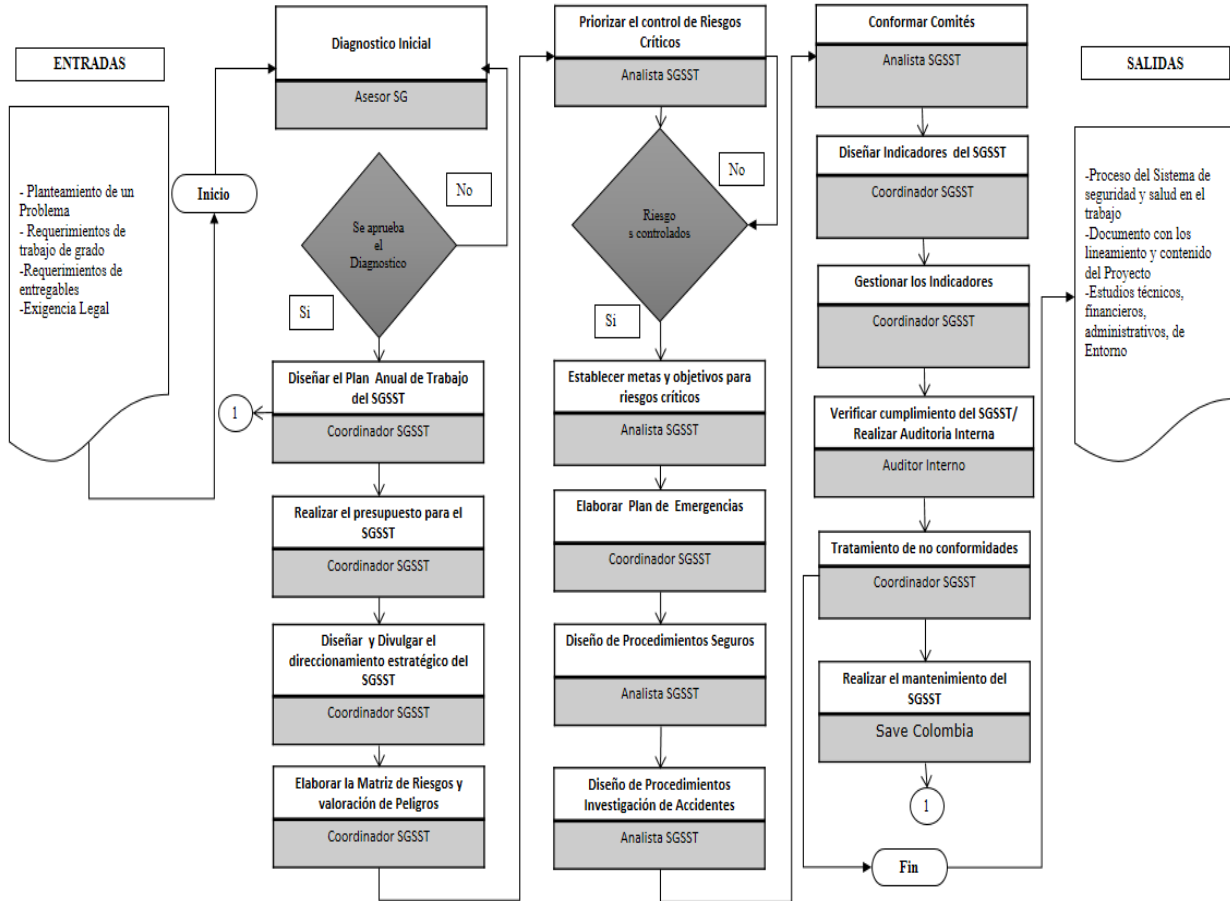 ENTRADAS
- Planteamiento de un
Problema
- Requerimientos de
trabajo de grado
-Requerimientos de
entregables
-Exigencia Legal
Inicio
Diagnostico Inicial
Asesor SG
Se aprueba
el
Diagnostico
No
Si
Diseñar el Plan Anual de Trabajo
del SGSST
Coordinador SGSST
1
Realizar el presupuesto para el
SGSST
Coordinador SGSST
Diseñar y Divulgar el
direccionamiento estratégico del
SGSST
Coordinador SGSST
Elaborar la Matriz de Riesgos y
valoración de Peligros
Coordinador SGSST
Priorizar el control de Riesgos
Críticos
Analista SGSST
No
Riesgo
s controlados
Si
Establecer metas y objetivos para
riesgos críticos
Analista SGSST
Elaborar Plan de Emergencias
Coordinador SGSST
Diseño de Procedimientos Seguros
Analista SGSST
Diseño de Procedimientos
Investigación de Accidentes
Analista SGSST
Conformar Comités
Analista SGSST
Diseñar Indicadores del SGSST
Coordinador SGSST
Gestionar los Indicadores
Coordinador SGSST
Verificar cumplimiento del SGSST/
Realizar Auditoria Interna
Auditor Interno
Tratamiento de no conformidades
Coordinador SGSST
Realizar el mantenimiento del
SGSST
Save Colombia
1
Fin
SALIDAS
-Proceso del Sistema de
seguridad y salud en el
trabajo
-Documento con los
lineamiento y contenido
del Proyecto
-Estudios técnicos,
financieros,
administrativos, de
Entorno